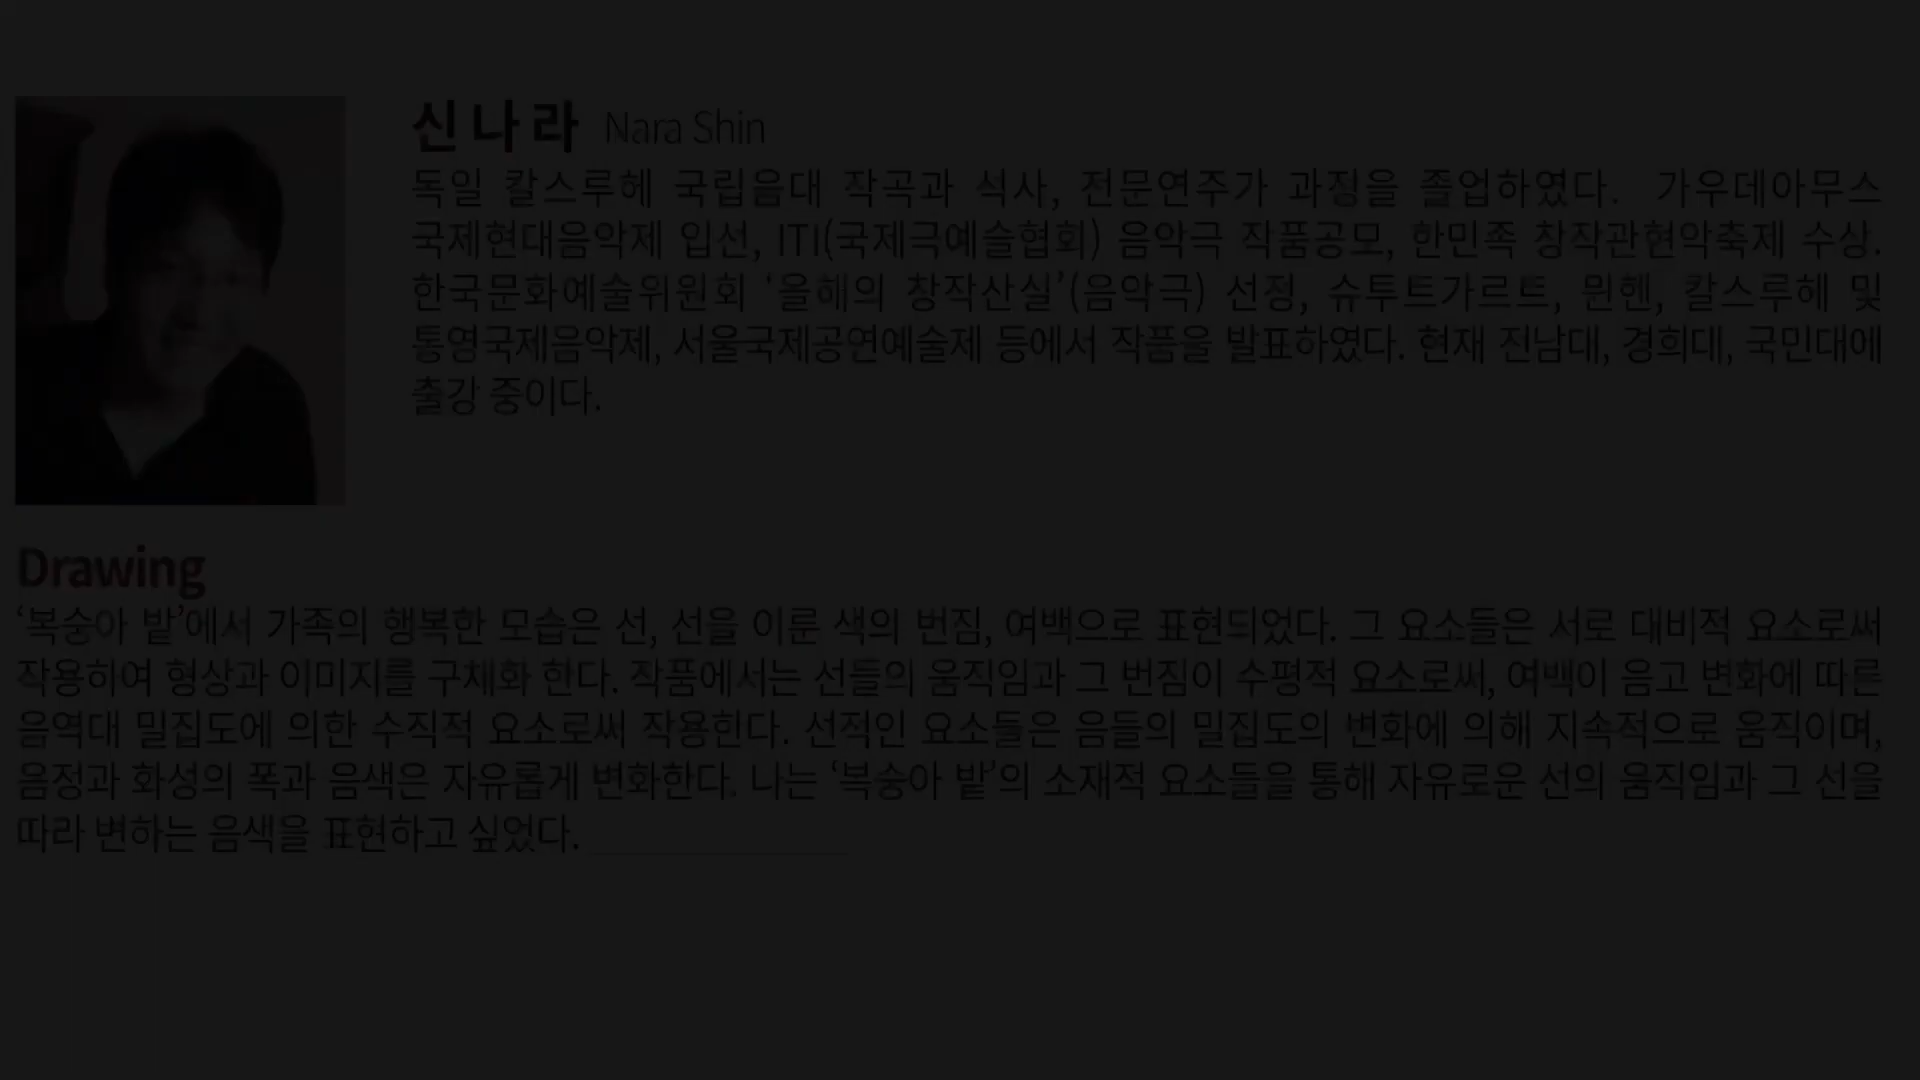 신나라 Nara Shin
독일 칼스루헤 국립음대 작곡과 석사, 전문연주가 과정을 졸업하였다. 가우데아무스
국제현대음악제 입선, ITI(국제극예슬협회) 음악극 작품공모, 한민족 창작관현악축제 수상.
한국문화예술위원회 ‘올해의 창작산실’(음악극) 선정, 슈투트가르트, 뮌헨, 칼스루헤 및
통영국제음악제, 서울국제공연예술제 등에서 작품을 발표하였다. 현재 전남대, 경희대, 국민대에
출강 중이다.
Drawing
‘복숭아 밭’에서 가족의 행복한 모습은 선, 선을 이룬 색의 번짐, 여백으로 표현되었다. 그 요소들은 서로 대비적 요소로써
작용하여 형상과 이미지를 구체화 한다. 작품에서는 선들의 움직임과 그 번짐이 수평적 요소로써, 여백이 음고 변화에 따른
음역대 밀집도에 의한 수직적 요소로써 작용한다. 선적인 요소들은 음들의 밀집도의 변화에 의해 지속적으로 움직이며,
음정과 화성의 폭과 음색은 자유롭게 변화한다. 나는 ‘복숭아 밭’의 소재적 요소들을 통해 자유로운 선의 움직임과 그 선을
따라 변하는 음색을 표현하고 싶었다.